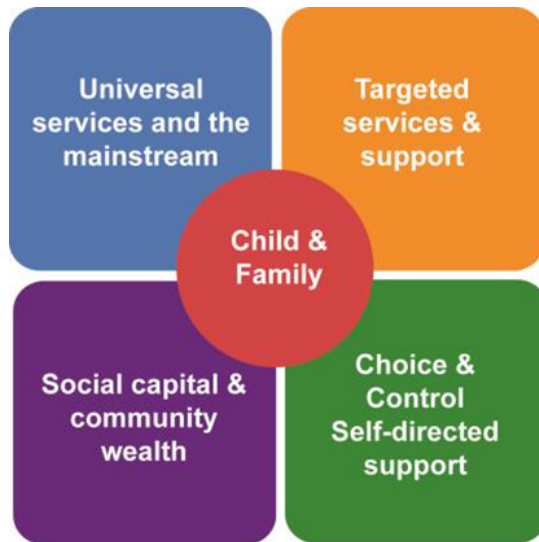 Universal
services and the
mainstream
Targeted
services &
support
Child &
Family
Social capital &
community
wealth
Choice &
Control
Self-directed
support